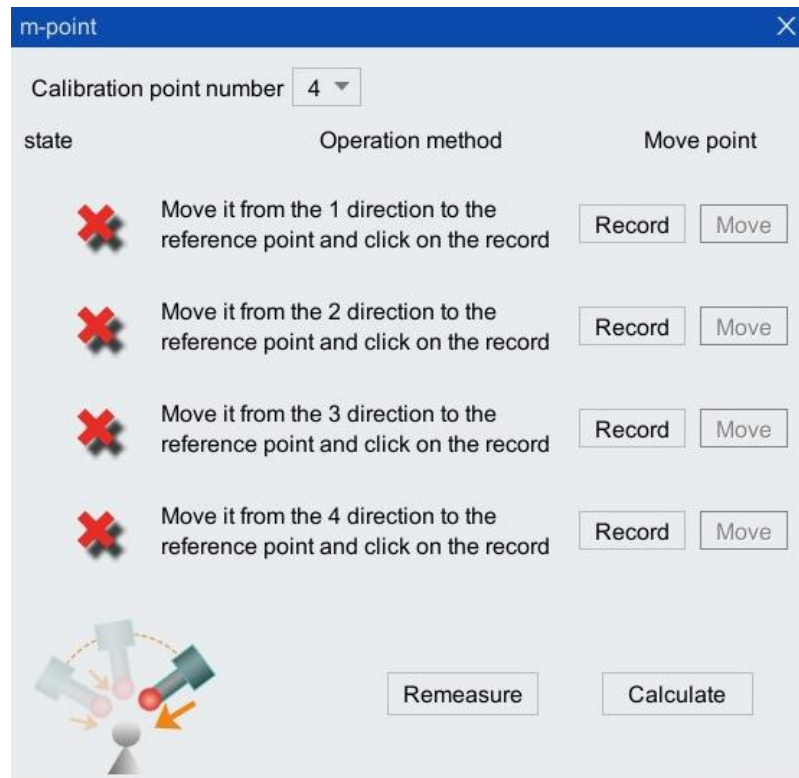 m-point
Calibration point number 4
state Operation method Move point
Move it from the 1 direction to the
reference point and click on the record
Record Move
Move it from the 2 direction to the
reference point and click on the record
Record Move
Move it from the 3 direction to the
reference point and click on the record
Record Move
Move it from the 4 direction to the
reference point and click on the record
Record Move
Remeasure Calculate